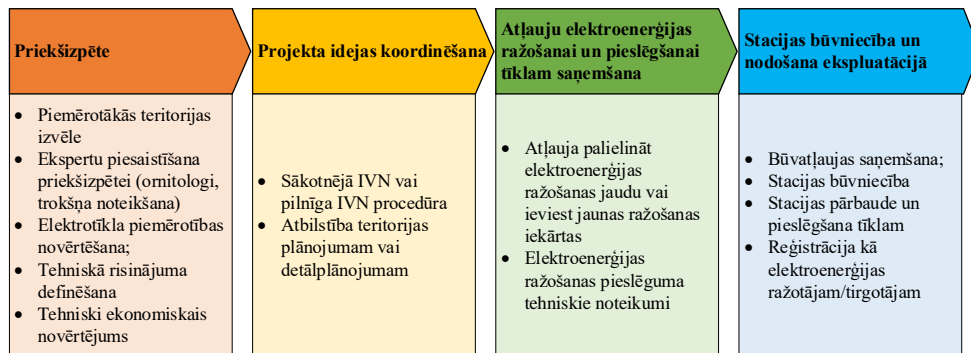 Priekšizpēte
• Piemērotākās teritorijas
izvēle
• Ekspertu piesaistīšana
priekšizpētei (ornitologi,
trokšņa noteikšana)
• Elektrotīkla piemērotības
novērtēšana;
• Tehniskā risinājuma
definēšana
• Tehniski ekonomiskais
novērtējums
Projekta idejas koordinēšana
• Sākotnējā IVN vai
pilnīga IVN procedūra
• Atbilstība teritorijas
plānojumam vai
detālplānojumam
Atļauju elektroenerģijas
ražošanai un pieslēgšanai
tīklam saņemšana
• Atļauja palielināt
elektroenerģijas
ražošanas jaudu vai
ieviest jaunas ražošanas
iekārtas
• Elektroenerģijas
ražošanas pieslēguma
tehniskie noteikumi
Stacijas būvniecība un
nodošana ekspluatācijā
• Būvatļaujas saņemšana;
• Stacijas būvniecība
• Stacijas pārbaude un
pieslēgšana tīklam
• Reģistrācija kā
elektroenerģijas
ražotājam/tirgotājam